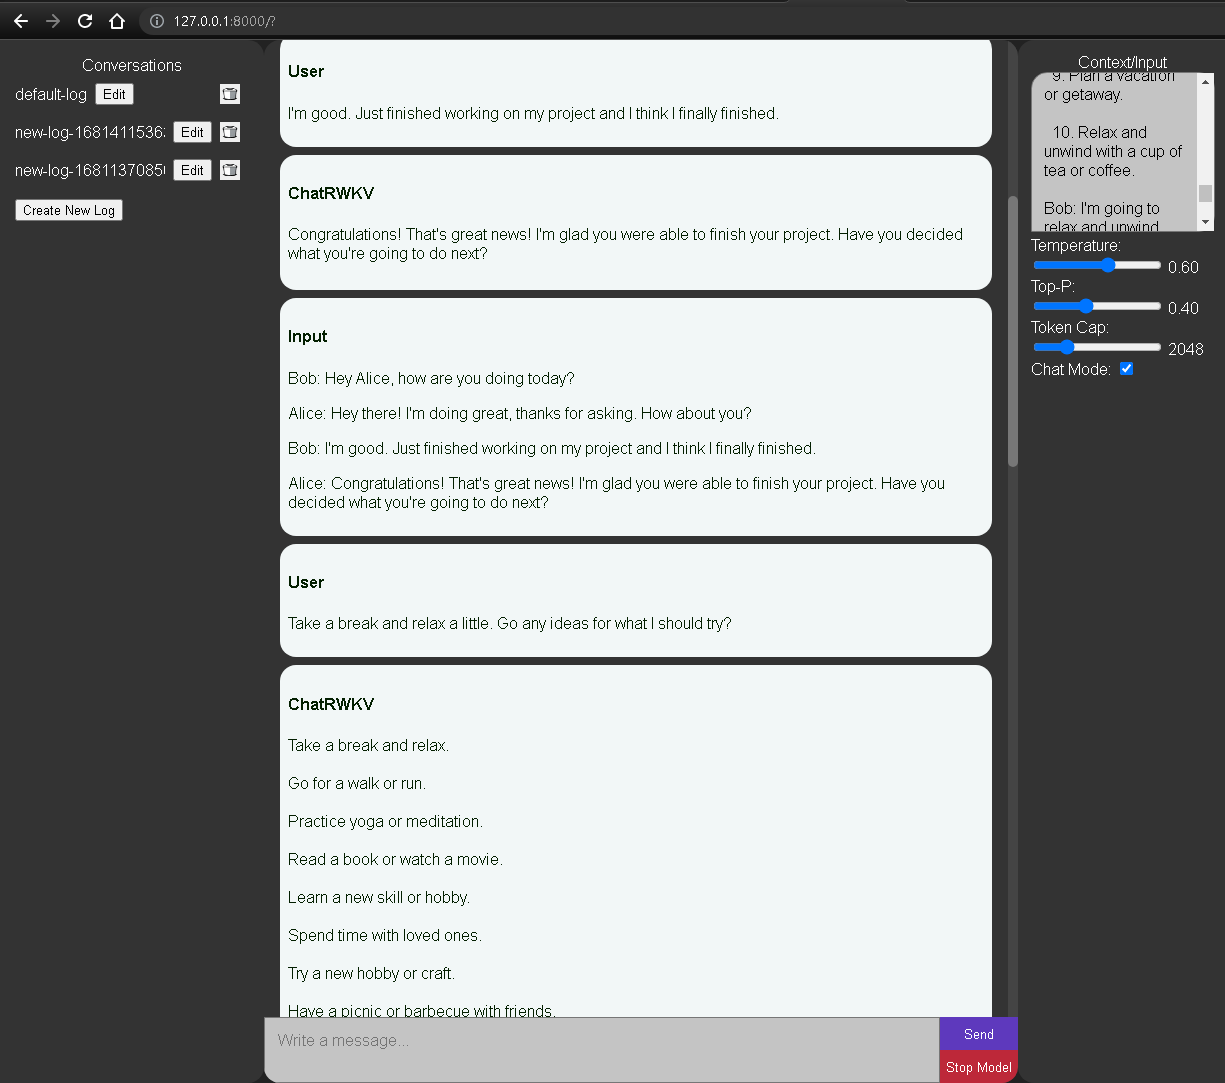 127.0.0.1:8000/?
Conversations
default-log Edit
new-log-168141153 Edit
new-log-168113708 Edit
Create New Log
User
I'm good. Just finished working on my project and I think I finally finished.
ChatRWKV
Congratulations! That's great news! I'm glad you were able to finish your project. Have you decided
what you're going to do next?
Input
Bob: Hey Alice, how are you doing today?
Alice: Hey there! I'm doing great, thanks for asking. How about you?
Bob: I'm good. Just finished working on my project and I think I finally finished.
Alice: Congratulations! That's great news! I'm glad you were able to finish your project. Have you
decided what you're going to do next?
User
Take a break and relax a little. Go any ideas for what I should try?
ChatRWKV
Take a break and relax.
Go for a walk or run.
Practice yoga or meditation.
Read a book or watch a movie.
Learn a new skill or hobby.
Spend time with loved ones.
Try a new hobby or craft.
Have a picnic or barbecue with friends.
Write a message...
Send
Stop Model
Context/Input
9. Plan a vacation
or getaway.
10. Relax and
unwind with a cup of
tea or coffee.
Bob: I'm going to
relax and unwind
Temperature:
0.60
Top-P:
0.40
Token Cap:
2048
Chat Mode: